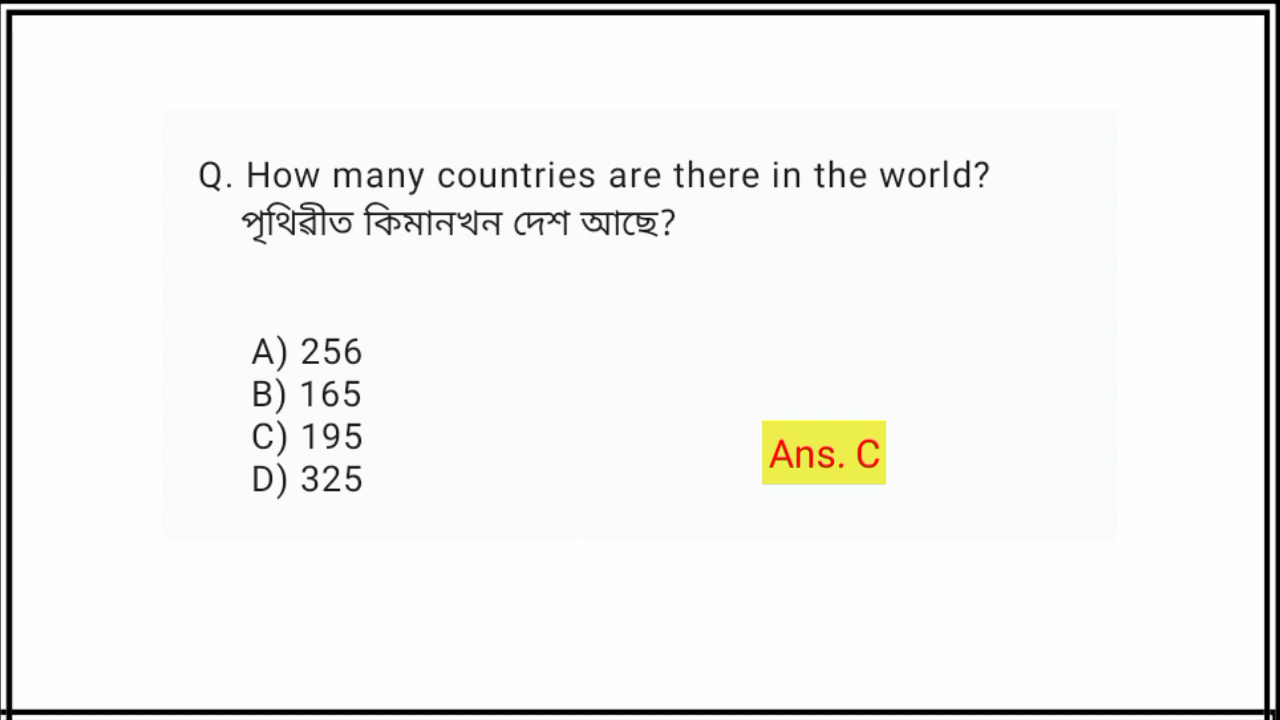 Q. How many countries are there in the world?
পৃথিৱীত কিমানখন দেশ আছে?
A) 256
B) 165
C) 195
D) 325
Ans. C